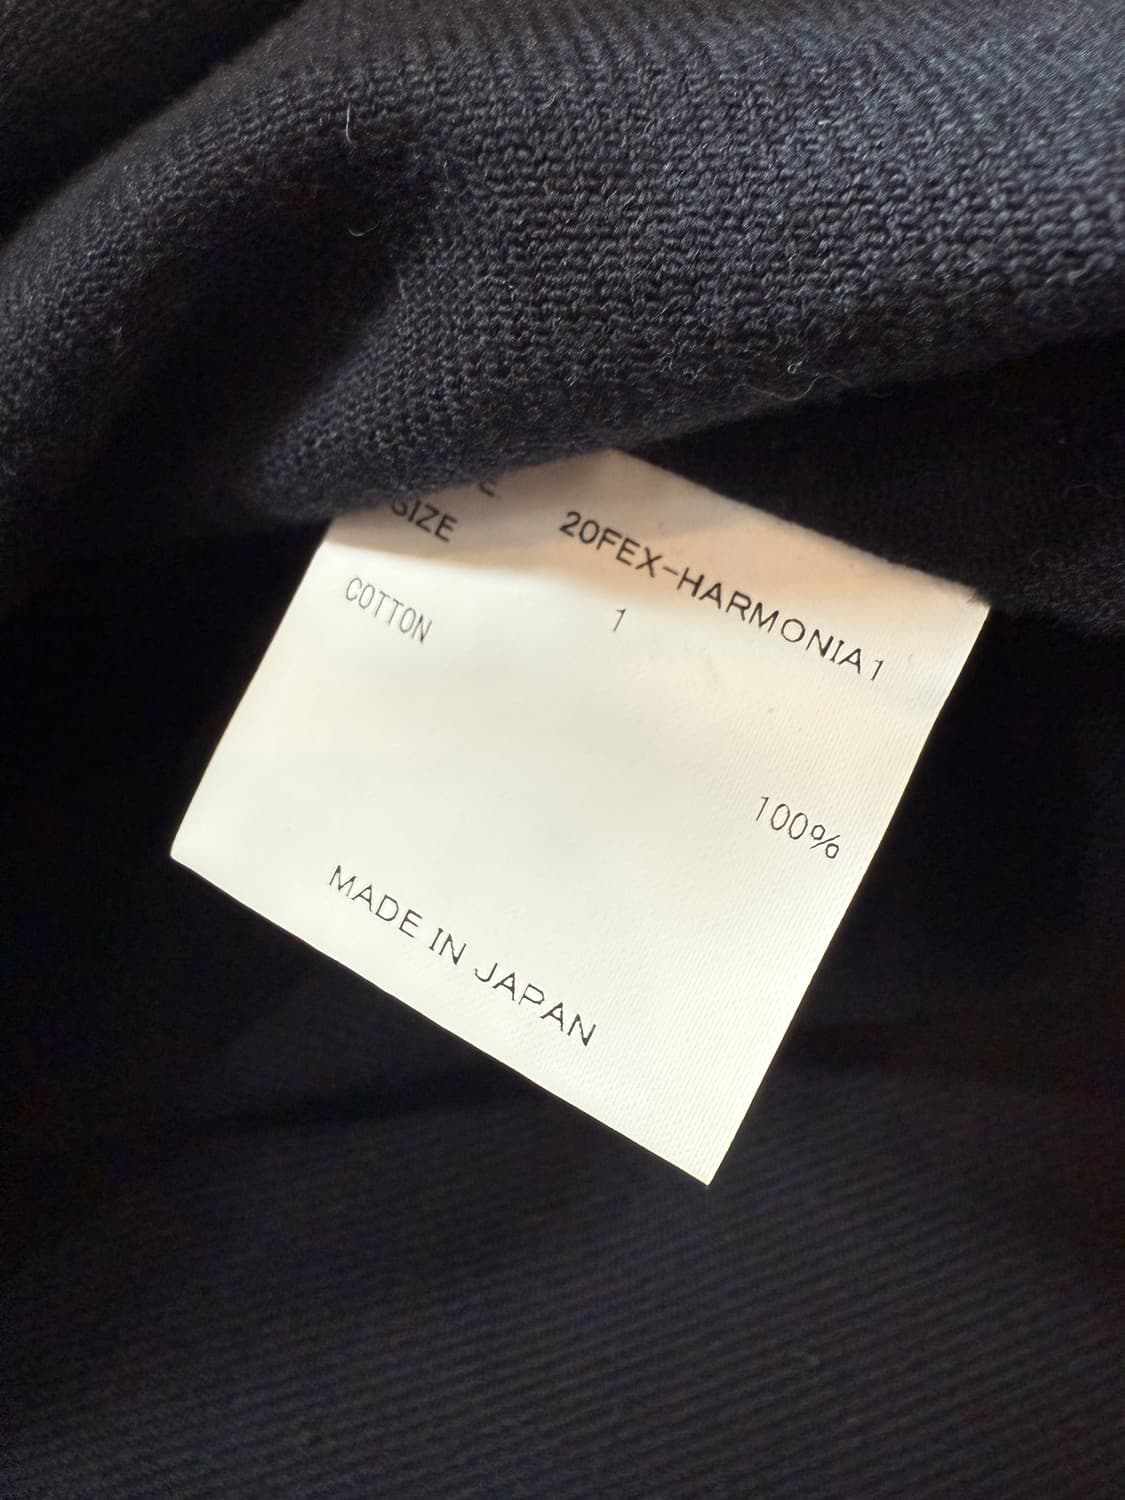 SIZE 20FEX-HARMONIA1
COTTON 1
100%
MADE IN JAPAN